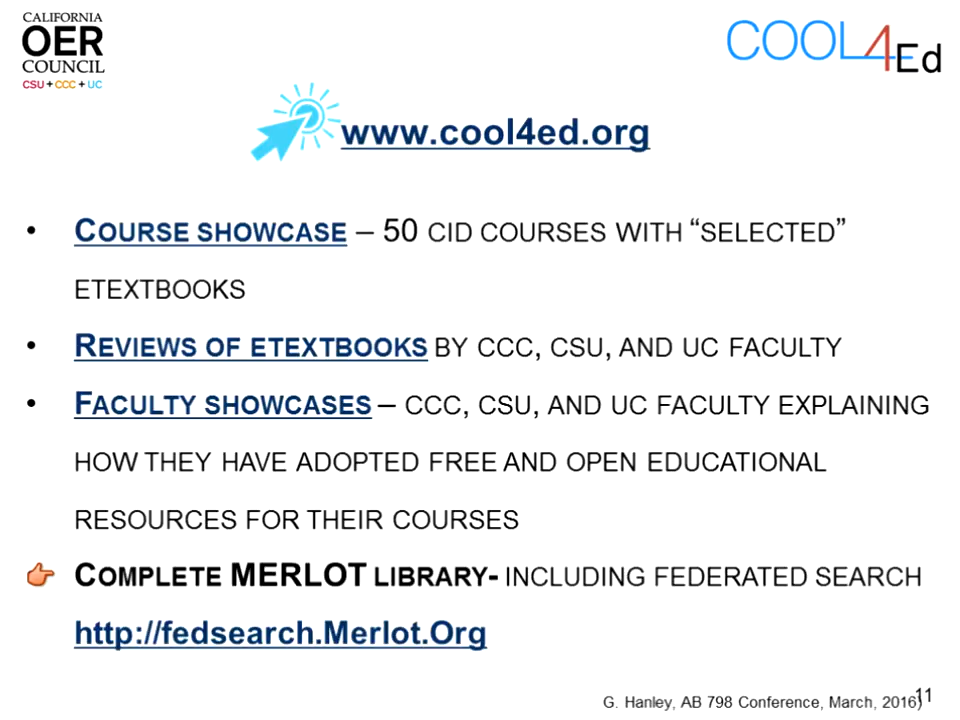 CALIFORNIA
OER
COUNCIL
CSU + CCC + UC
COOL4Ed
www.cool4ed.org
• COURSE SHOWCASE – 50 CID COURSES WITH “SELECTED”
ETEXTBOOKS
• REVIEWS OF ETEXTBOOKS BY CCC, CSU, AND UC FACULTY
• FACULTY SHOWCASES – CCC, CSU, AND UC FACULTY EXPLAINING
HOW THEY HAVE ADOPTED FREE AND OPEN EDUCATIONAL
RESOURCES FOR THEIR COURSES
COMPLETE MERLOT LIBRARY- INCLUDING FEDERATED SEARCH
http://fedsearch.Merlot.Org
G. Hanley, AB 798 Conference, March, 2016)
11